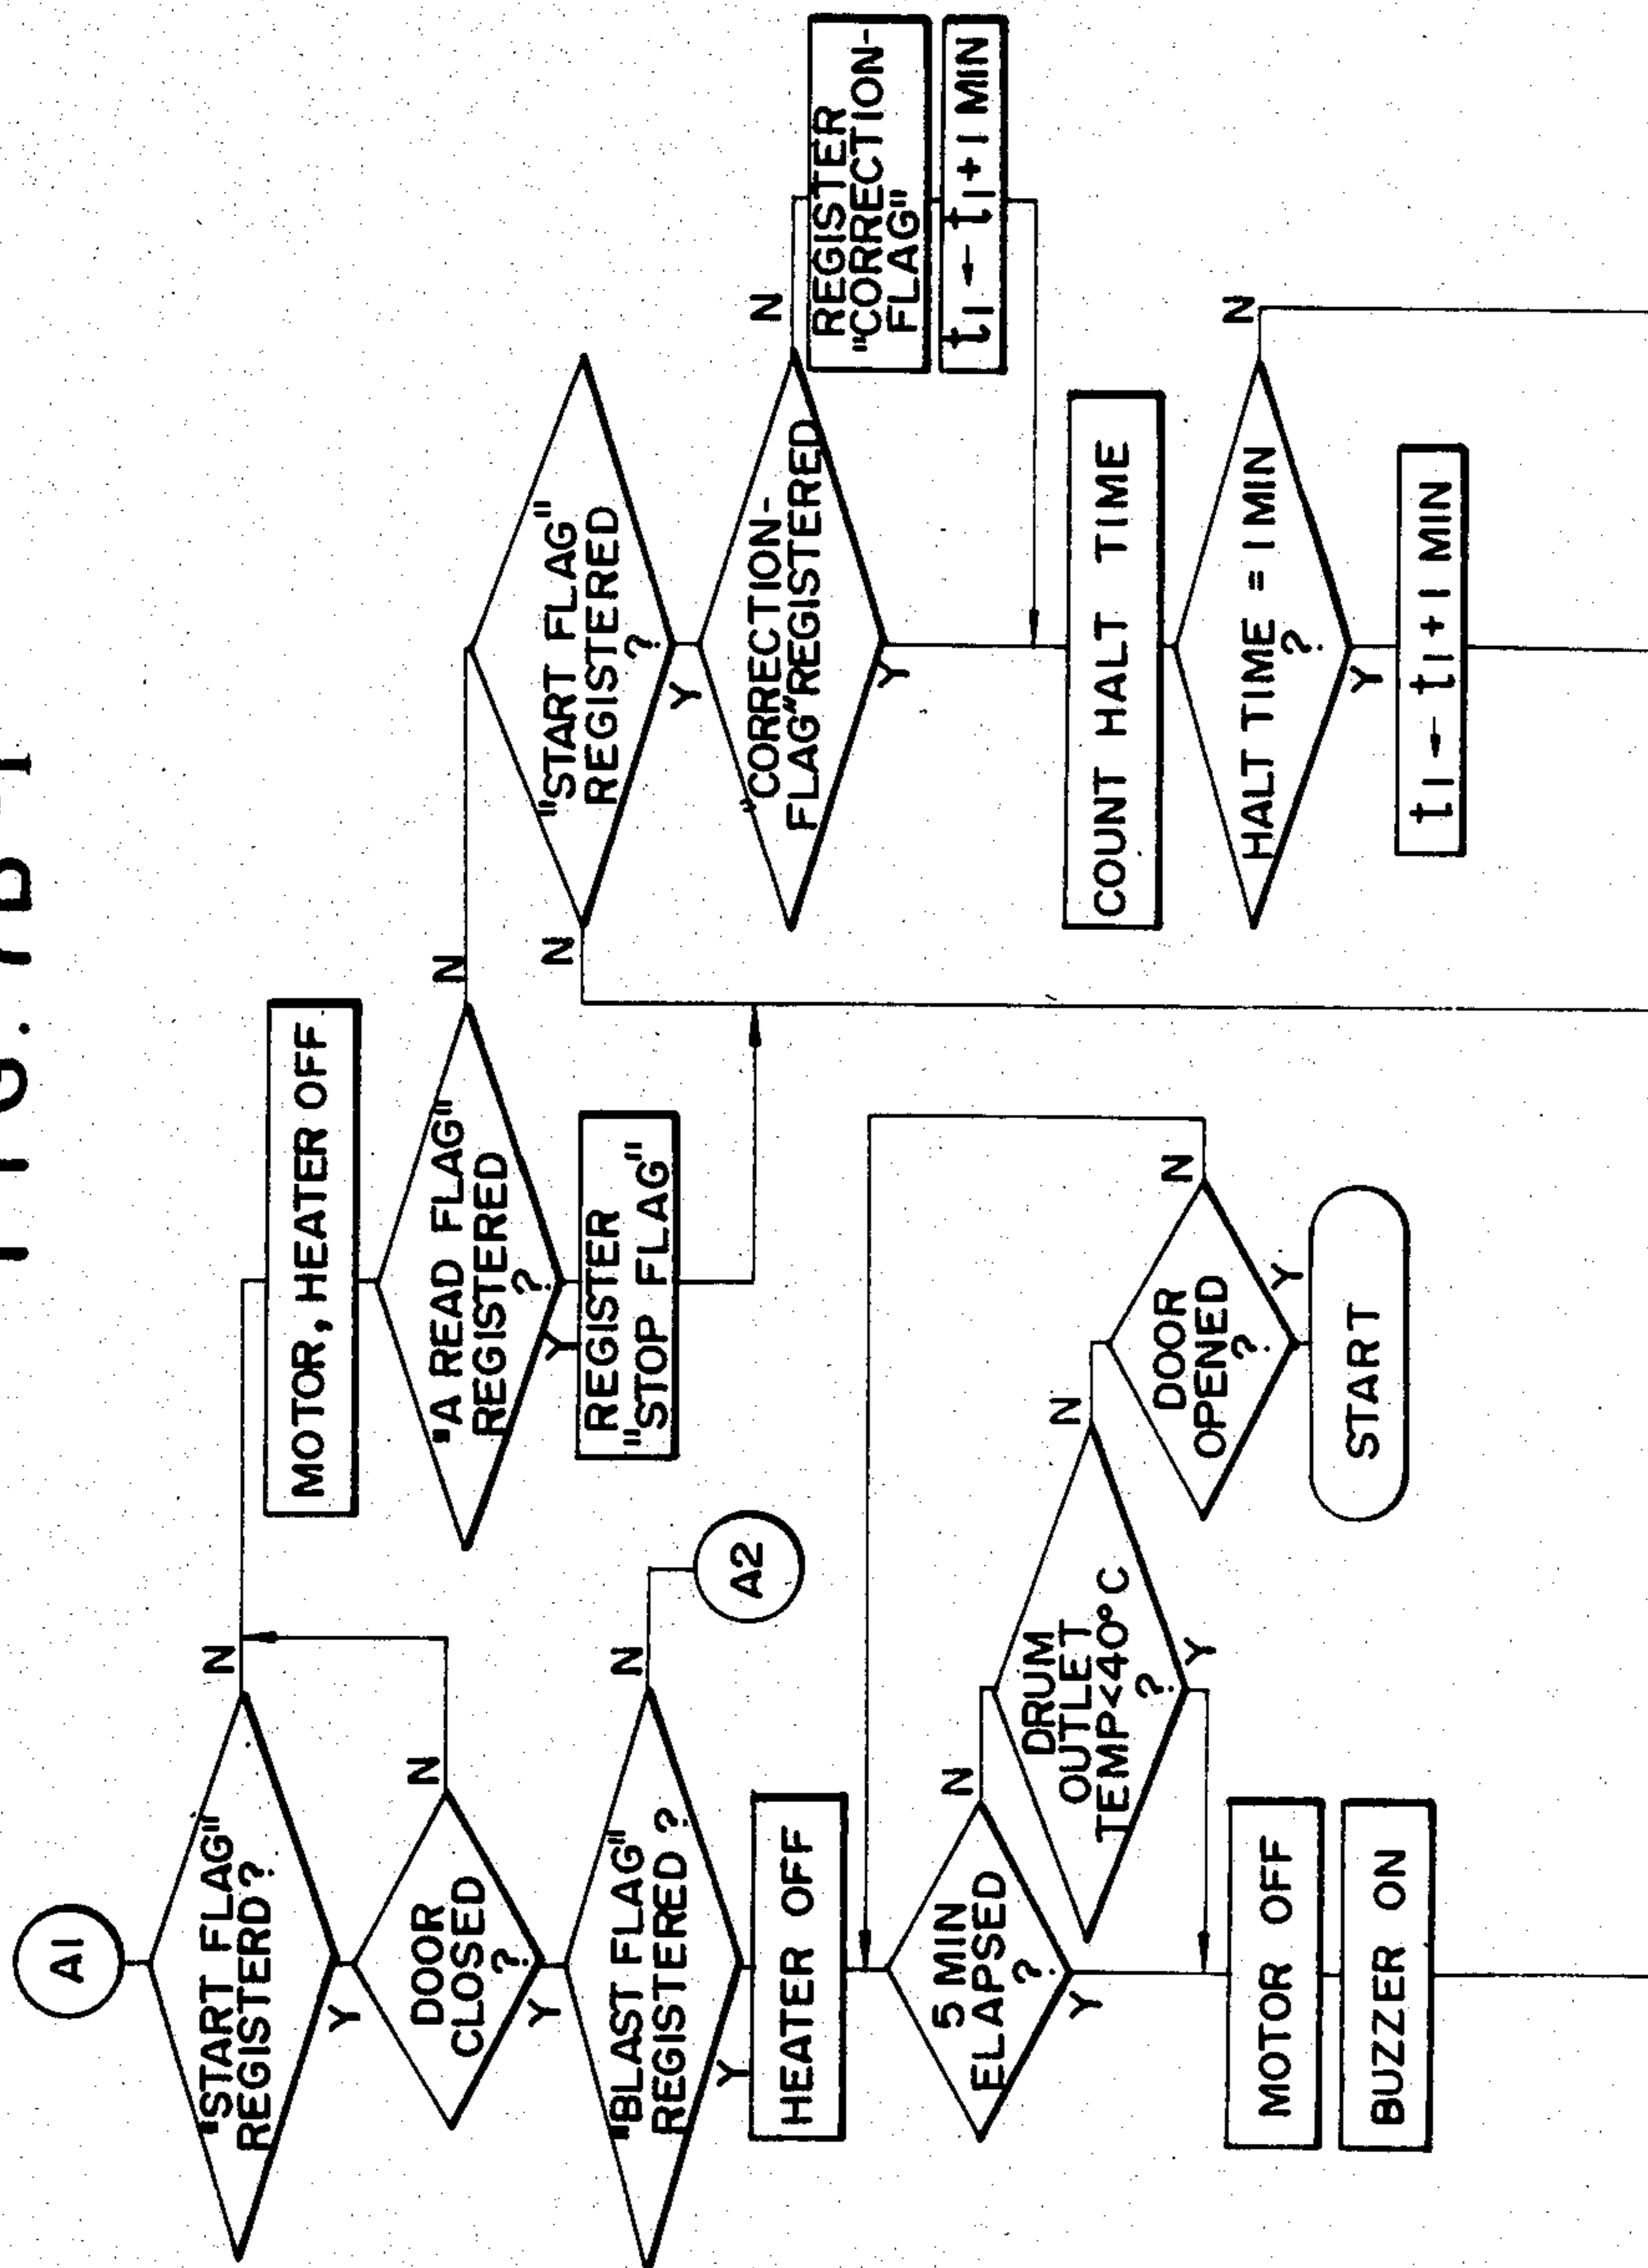 A1
"START FLAG"
REGISTERD?
N
Y
DOOR
CLOSED
?
N
Y
"BLAST FLAG"
REGISTERED ?
N
A2
Y
HEATER OFF
5 MIN
ELAPSED
?
N
Y
DRUM
OUTLET
TEMP<40°C
?
N
Y
DOOR
OPENED
?
N
Y
START
MOTOR OFF
BUZZER ON
MOTOR, HEATER OFF
"A READ FLAG"
REGISTERED
?
N
Y
REGISTER
"STOP FLAG"
"START FLAG"
REGISTERED
?
N
Y
"CORRECTION-
FLAG"REGISTERED
N
Y
REGISTER
"CORRECTION-
FLAG"
t1 ← t1 + 1 MIN
COUNT HALT TIME
HALT TIME = 1 MIN
?
N
Y
t1 ← t1 + 1 MIN